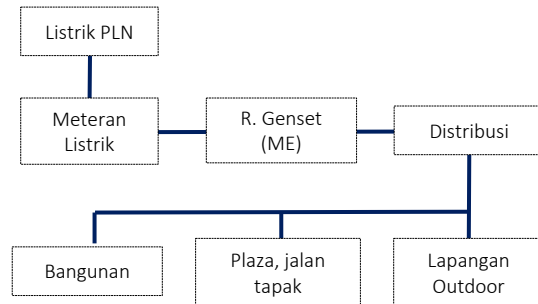 Listrik PLN
Meteran
Listrik
R. Genset
(ME)
Distribusi
Bangunan
Plaza, jalan
tapak
Lapangan
Outdoor